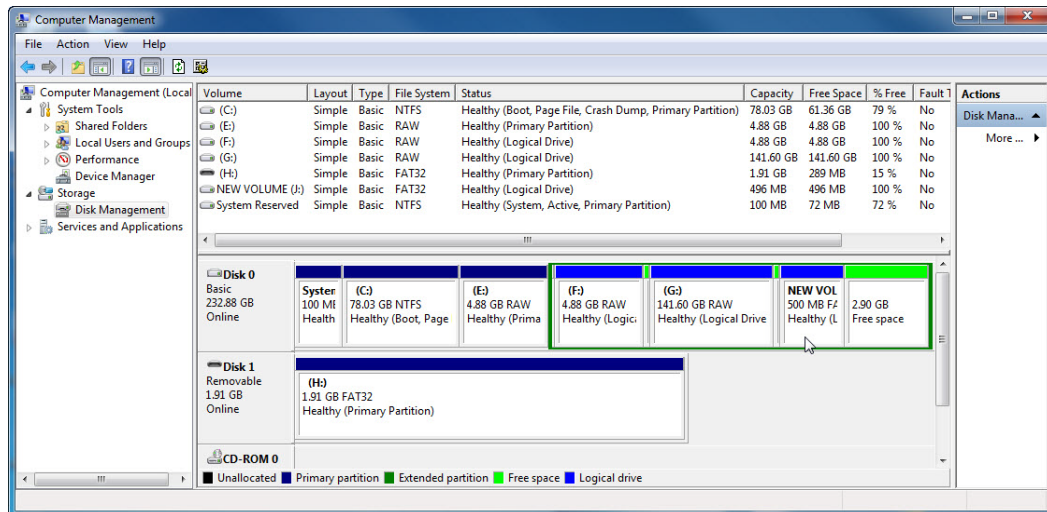 Computer Management
File Action View Help
Computer Management (Local
System Tools
Shared Folders
Local Users and Groups
Performance
Device Manager
Storage
Disk Management
Services and Applications
Volume Layout Type File System Status Capacity Free Space % Free Fault T
(C:) Simple Basic NTFS Healthy (Boot, Page File, Crash Dump, Primary Partition) 78.03 GB 61.36 GB 79 % No
(E:) Simple Basic RAW Healthy (Primary Partition) 4.88 GB 4.88 GB 100 % No
(F:) Simple Basic RAW Healthy (Logical Drive) 4.88 GB 4.88 GB 100 % No
(G:) Simple Basic RAW Healthy (Logical Drive) 141.60 GB 141.60 GB 100 % No
(H:) Simple Basic FAT32 Healthy (Primary Partition) 1.91 GB 289 MB 15 % No
NEW VOLUME (J:) Simple Basic FAT32 Healthy (Logical Drive) 496 MB 496 MB 100 % No
System Reserved Simple Basic NTFS Healthy (System, Active, Primary Partition) 100 MB 72 MB 72 % No
Actions
Disk Mana...
More ...
Disk 0
Basic
232.88 GB
Online
Syster
100 ME
Health
(C:)
78.03 GB NTFS
Healthy (Boot, Page
(E:)
4.88 GB RAW
Healthy (Prima
(F:)
4.88 GB RAW
Healthy (Logica
(G:)
141.60 GB RAW
Healthy (Logical Drive
NEW VOL
500 MB FA
Healthy (L
2.90 GB
Free space
Disk 1
Removable
1.91 GB
Online
(H:)
1.91 GB FAT32
Healthy (Primary Partition)
CD-ROM 0
Unallocated Primary partition Extended partition Free space Logical drive